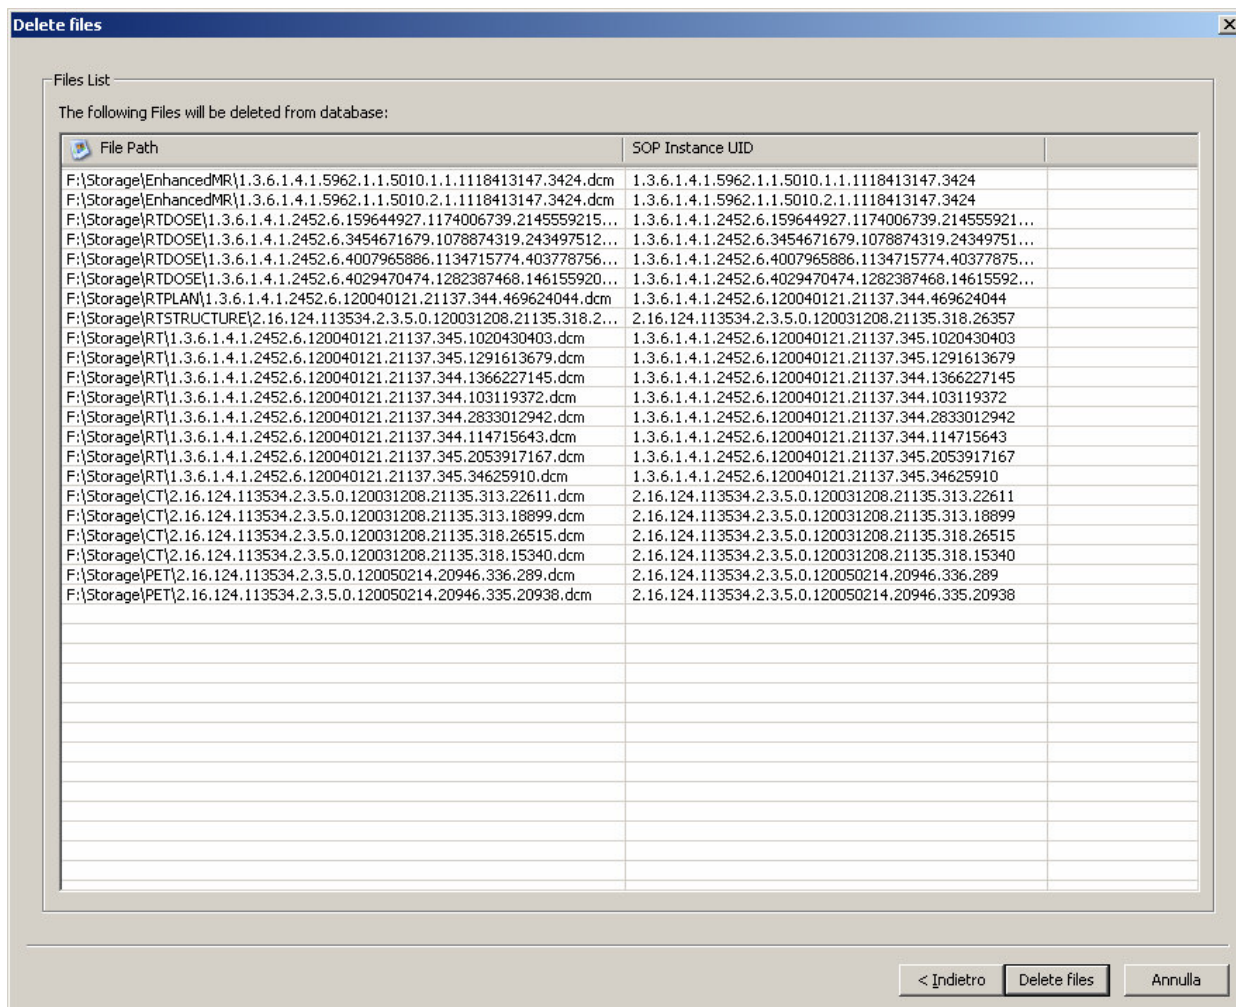 Delete files
Files List
The following Files will be deleted from database:
File Path SOP Instance UID
F:\Storage\EnhancedMR\1.3.6.1.4.1.5962.1.1.5010.1.1.1118413147.3424.dcm 1.3.6.1.4.1.5962.1.1.5010.1.1.1118413147.3424
F:\Storage\EnhancedMR\1.3.6.1.4.1.5962.1.1.5010.2.1.1118413147.3424.dcm 1.3.6.1.4.1.5962.1.1.5010.2.1.1118413147.3424
F:\Storage\RTDOSE\1.3.6.1.4.1.2452.6.159644927.1174006739.2145559215... 1.3.6.1.4.1.2452.6.159644927.1174006739.214555921...
F:\Storage\RTDOSE\1.3.6.1.4.1.2452.6.3454671679.1078874319.243497512... 1.3.6.1.4.1.2452.6.3454671679.1078874319.24349751...
F:\Storage\RTDOSE\1.3.6.1.4.1.2452.6.4007965886.1134715774.403778756... 1.3.6.1.4.1.2452.6.4007965886.1134715774.40377875...
F:\Storage\RTDOSE\1.3.6.1.4.1.2452.6.4029470474.1282387468.146155920... 1.3.6.1.4.1.2452.6.4029470474.1282387468.14615592...
F:\Storage\RTPLAN\1.3.6.1.4.1.2452.6.120040121.21137.344.469624044.dcm 1.3.6.1.4.1.2452.6.120040121.21137.344.469624044
F:\Storage\RTSTRUCTURE\2.16.124.113534.2.3.5.0.120031208.21135.318.2... 2.16.124.113534.2.3.5.0.120031208.21135.318.26357
F:\Storage\RT\1.3.6.1.4.1.2452.6.120040121.21137.345.1020430403.dcm 1.3.6.1.4.1.2452.6.120040121.21137.345.1020430403
F:\Storage\RT\1.3.6.1.4.1.2452.6.120040121.21137.345.1291613679.dcm 1.3.6.1.4.1.2452.6.120040121.21137.345.1291613679
F:\Storage\RT\1.3.6.1.4.1.2452.6.120040121.21137.344.1366227145.dcm 1.3.6.1.4.1.2452.6.120040121.21137.344.1366227145
F:\Storage\RT\1.3.6.1.4.1.2452.6.120040121.21137.344.103119372.dcm 1.3.6.1.4.1.2452.6.120040121.21137.344.103119372
F:\Storage\RT\1.3.6.1.4.1.2452.6.120040121.21137.344.2833012942.dcm 1.3.6.1.4.1.2452.6.120040121.21137.344.2833012942
F:\Storage\RT\1.3.6.1.4.1.2452.6.120040121.21137.344.114715643.dcm 1.3.6.1.4.1.2452.6.120040121.21137.344.114715643
F:\Storage\RT\1.3.6.1.4.1.2452.6.120040121.21137.345.2053917167.dcm 1.3.6.1.4.1.2452.6.120040121.21137.345.2053917167
F:\Storage\RT\1.3.6.1.4.1.2452.6.120040121.21137.345.34625910.dcm 1.3.6.1.4.1.2452.6.120040121.21137.345.34625910
F:\Storage\CT\2.16.124.113534.2.3.5.0.120031208.21135.313.22611.dcm 2.16.124.113534.2.3.5.0.120031208.21135.313.22611
F:\Storage\CT\2.16.124.113534.2.3.5.0.120031208.21135.313.18899.dcm 2.16.124.113534.2.3.5.0.120031208.21135.313.18899
F:\Storage\CT\2.16.124.113534.2.3.5.0.120031208.21135.318.26515.dcm 2.16.124.113534.2.3.5.0.120031208.21135.318.26515
F:\Storage\CT\2.16.124.113534.2.3.5.0.120031208.21135.318.15340.dcm 2.16.124.113534.2.3.5.0.120031208.21135.318.15340
F:\Storage\PET\2.16.124.113534.2.3.5.0.120050214.20946.336.289.dcm 2.16.124.113534.2.3.5.0.120050214.20946.336.289
F:\Storage\PET\2.16.124.113534.2.3.5.0.120050214.20946.335.20938.dcm 2.16.124.113534.2.3.5.0.120050214.20946.335.20938
< Indietro Delete files Annulla